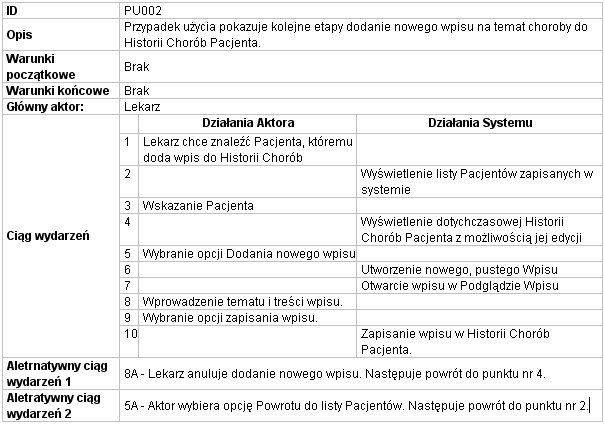 ID PU002
Opis Przypadek użycia pokazuje kolejne etapy dodanie nowego wpisu na temat choroby do
Historii Chorób Pacjenta.
Warunki
początkowe Brak
Warunki końcowe Brak
Główny aktor: Lekarz
Ciąg wydarzeń
Działania Aktora Działania Systemu
1 Lekarz chce znaleźć Pacjenta, któremu
doda wpis do Historii Chorób
2 Wyświetlenie listy Pacjentów zapisanych w
systemie
3 Wskazanie Pacjenta
4 Wyświetlenie dotychczasowej Historii
Chorób Pacjenta z możliwością jej edycji
5 Wybranie opcji Dodania nowego wpisu
6 Utworzenie nowego, pustego Wpisu
7 Otwarcie wpisu w Podglądzie Wpisu
8 Wprowadzenie tematu i treści wpisu.
9 Wybranie opcji zapisania wpisu.
10 Zapisanie wpisu w Historii Chorób
Pacjenta.
Aletrnatywny ciąg
wydarzeń 1 8A - Lekarz anuluje dodanie nowego wpisu. Następuje powrót do punktu nr 4.
Aletratywny ciąg
wydarzeń 2 5A - Aktor wybiera opcję Powrotu do listy Pacjentów. Następuje powrót do punktu nr 2.